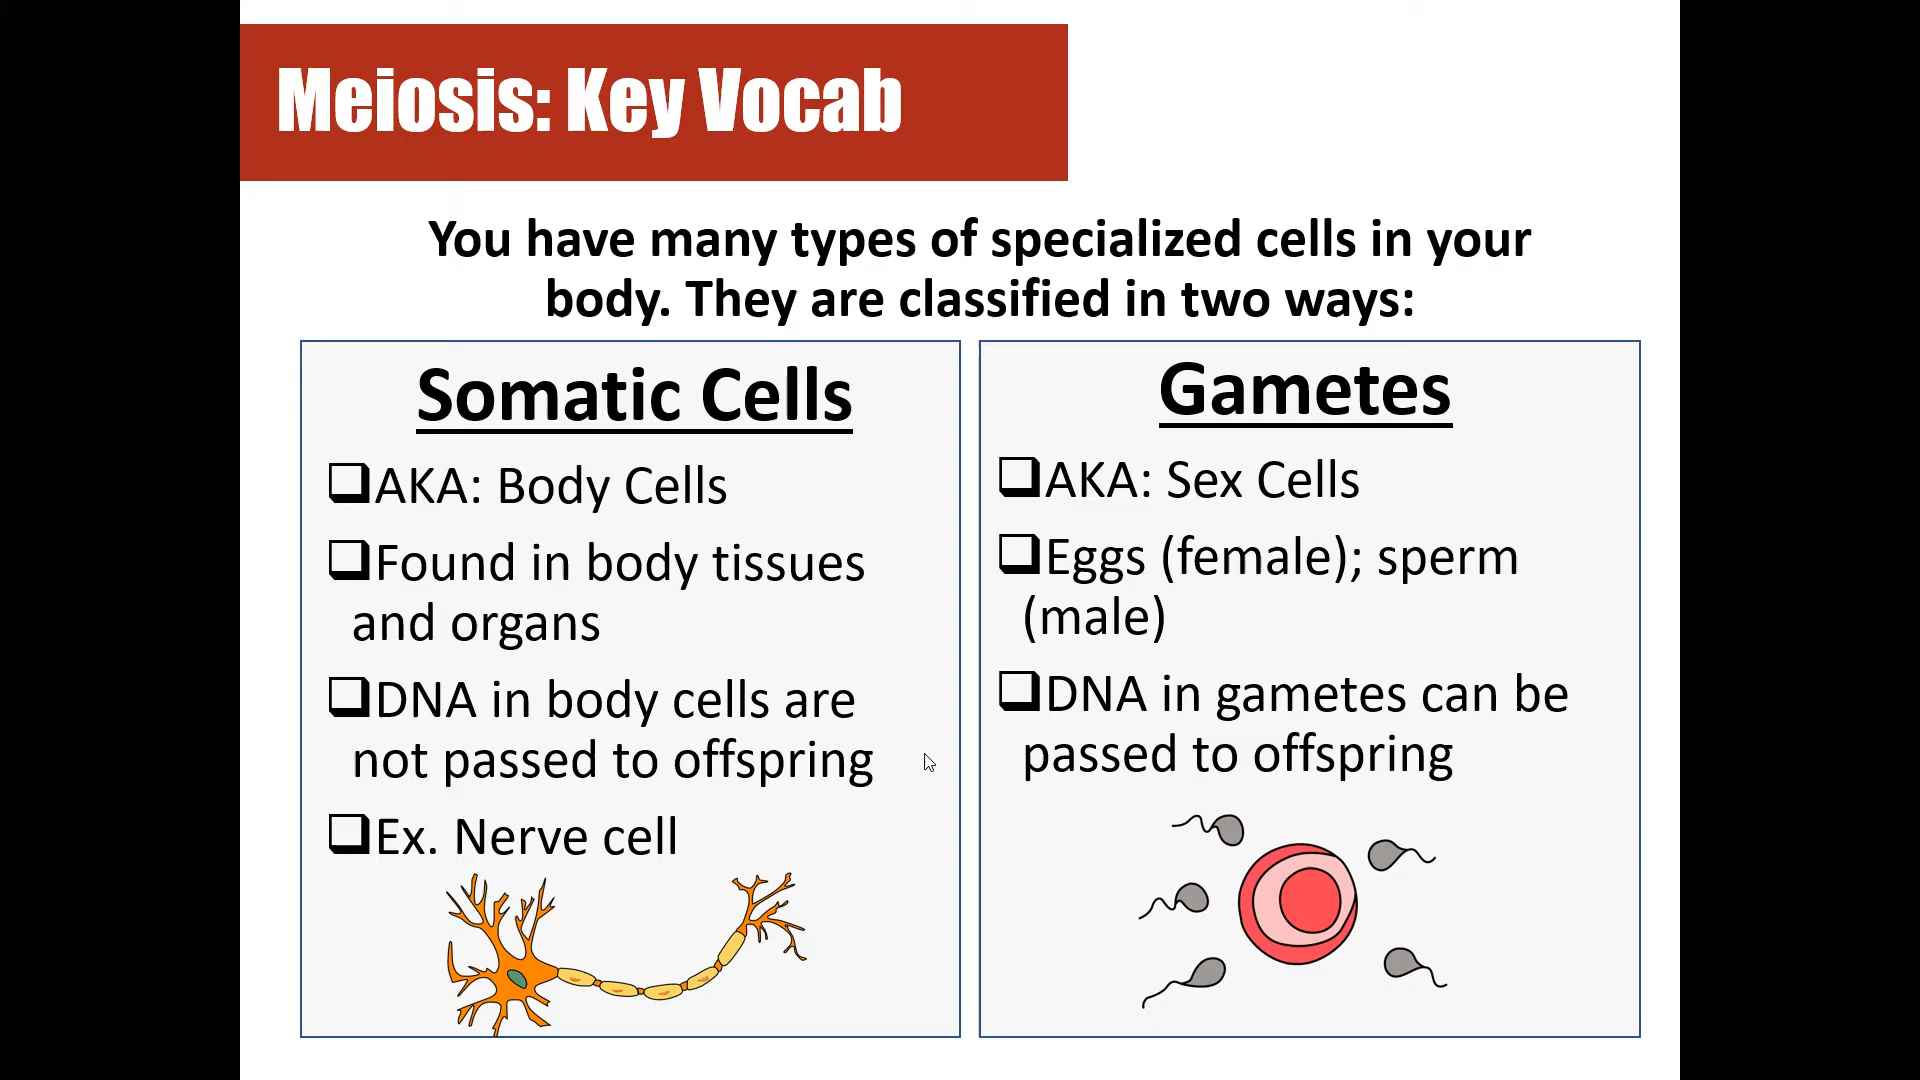 Meiosis: Key Vocab
You have many types of specialized cells in your
body. They are classified in two ways:
Somatic Cells
❑AKA: Body Cells
❑Found in body tissues
and organs
❑DNA in body cells are
not passed to offspring
❑Ex. Nerve cell
Gametes
❑AKA: Sex Cells
❑Eggs (female); sperm
(male)
❑DNA in gametes can be
passed to offspring